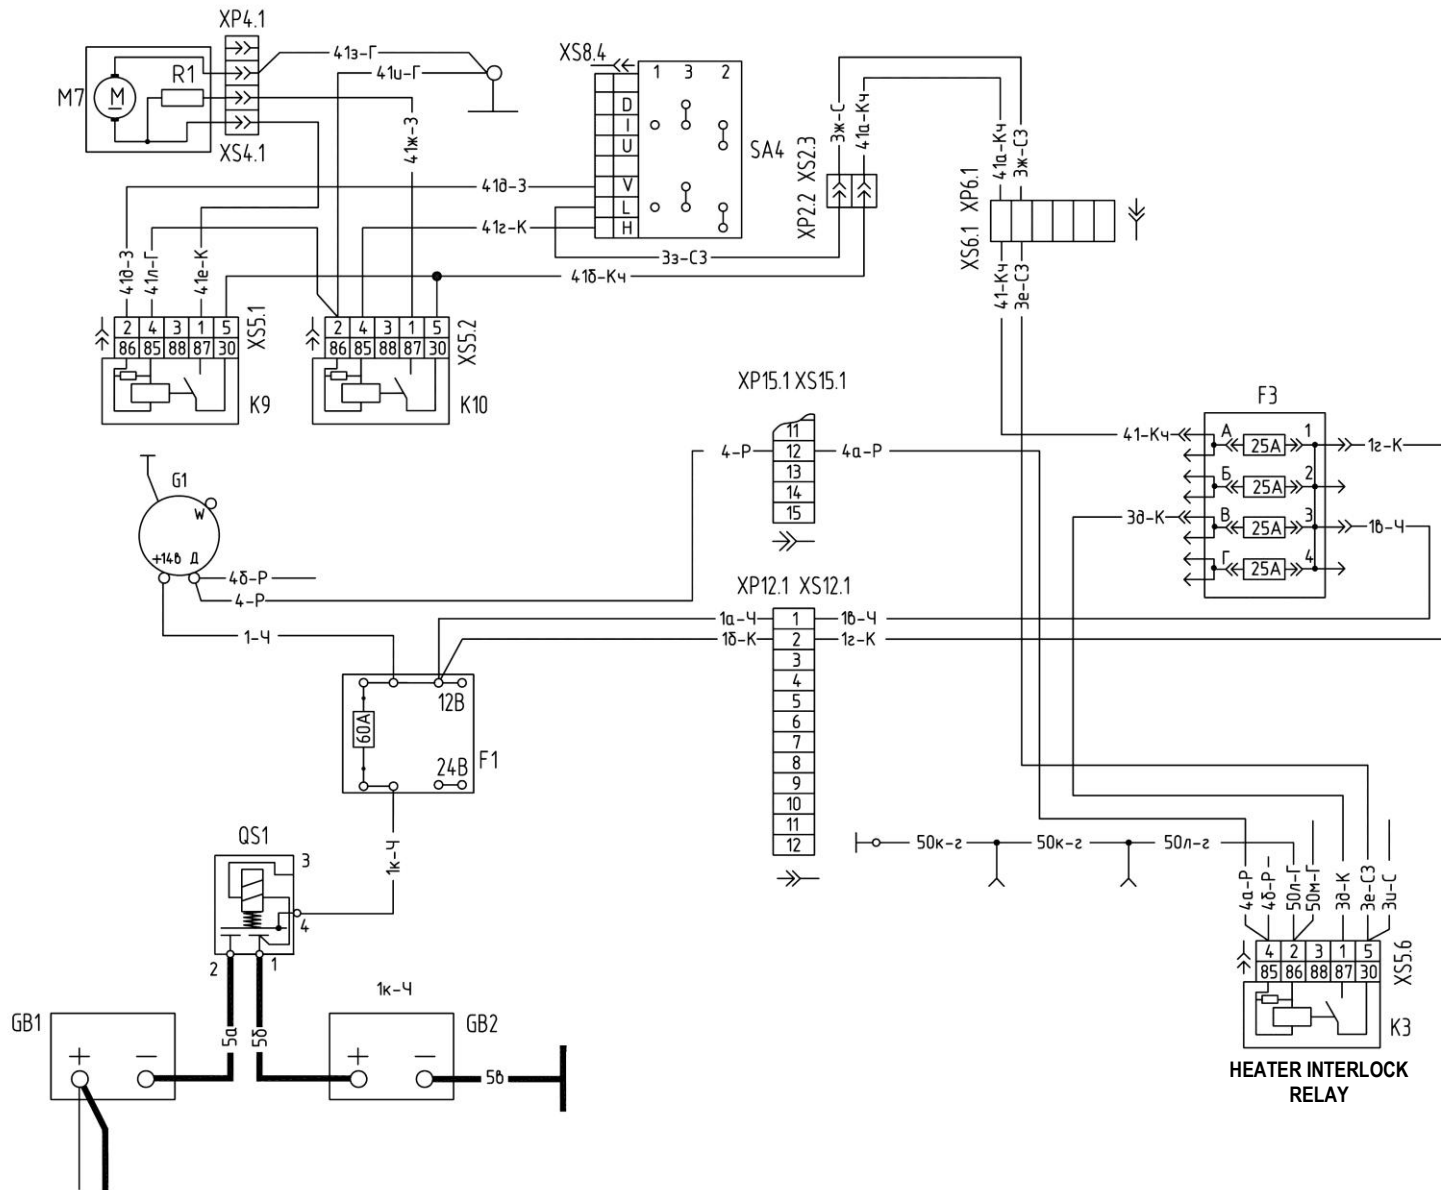 XP4.1
M7
R1
M
XS4.1
41з-Г
41и-Г
41ж-З
XS8.4
1 3 2
D
I
U
V
L
H
SA4
41д-З
41г-К
3з-СЗ
41б-Кч
3ж-С
41а-Кч
XP2.2 XS2.3
41а-Кч
3ж-СЗ
XS6.1 XP6.1
41-Кч
3е-СЗ
41д-З
41л-Г
41е-К
2 4 3 1 5
86 85 88 87 30
XS5.1
K9
2 4 3 1 5
86 85 88 87 30
XS5.2
K10
XP15.1 XS15.1
11
4-Р 12 4а-Р
13
14
15
F3
41-Кч А 25А 1 1г-К
Б 25А 2
3д-К В 25А 3 1в-Ч
Г 25А 4
G1
W
+14В Д
4б-Р
4-Р
1-Ч
XP12.1 XS12.1
1а-Ч 1 1в-Ч
1б-К 2 1г-К
3
4
5
6
7
8
9
10
11
12
12В
60А
24В
F1
1к-Ч
QS1
3
4
2 1
50к-г 50к-г 50л-г
4а-Р
4б-Р
50л-Г
50м-Г
3д-К
3е-СЗ
3и-С
4 2 3 1 5
85 86 88 87 30
XS5.6
K3
HEATER INTERLOCK
RELAY
1к-Ч
GB1
+ −
5а
5б
GB2
+ −
5в